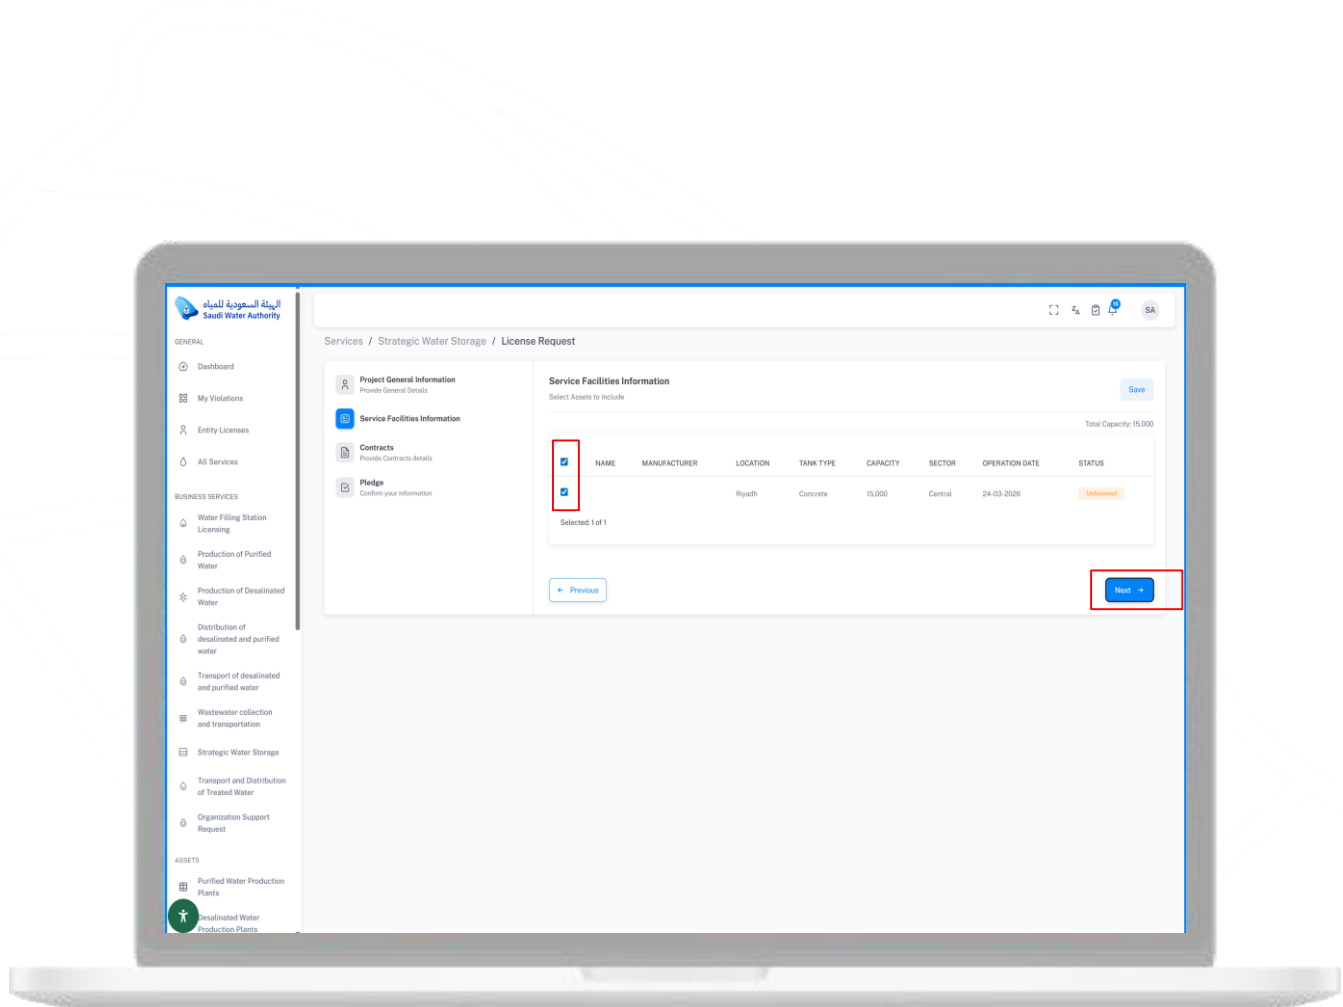 الهيئة السعودية للمياه
Saudi Water Authority
GENERAL
Dashboard
My Violations
Entity Licenses
All Services
BUSINESS SERVICES
Water Filling Station
Licensing
Production of Purified
Water
Production of Desalinated
Water
Distribution of
desalinated and purified
water
Transport of desalinated
and purified water
Wastewater collection
and transportation
Strategic Water Storage
Transport and Distribution
of Treated Water
Organization Support
Request
ASSETS
Purified Water Production
Plants
Desalinated Water
Production Plants
SA
Services / Strategic Water Storage / License Request
Project General Information
Provide General Details
Service Facilities Information
Contracts
Provide Contracts details
Pledge
Confirm your information
Service Facilities Information
Select Assets to Include
Save
Total Capacity: 15,000
NAME MANUFACTURER LOCATION TANK TYPE CAPACITY SECTOR OPERATION DATE STATUS
Riyadh Concrete 15,000 Central 24-03-2026 Unlicensed
Selected: 1 of 1
← Previous
Next →